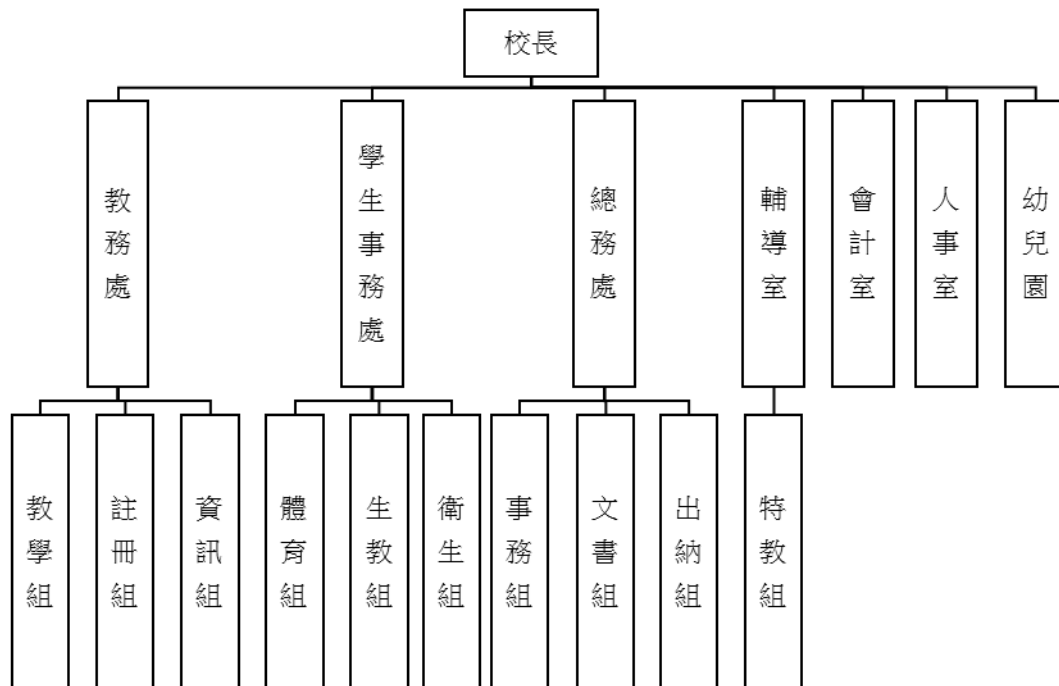 校長
教務處
學生事務處
總務處
輔導室
會計室
人事室
幼兒園
教學組
註冊組
資訊組
體育組
生教組
衛生組
事務組
文書組
出納組
特教組